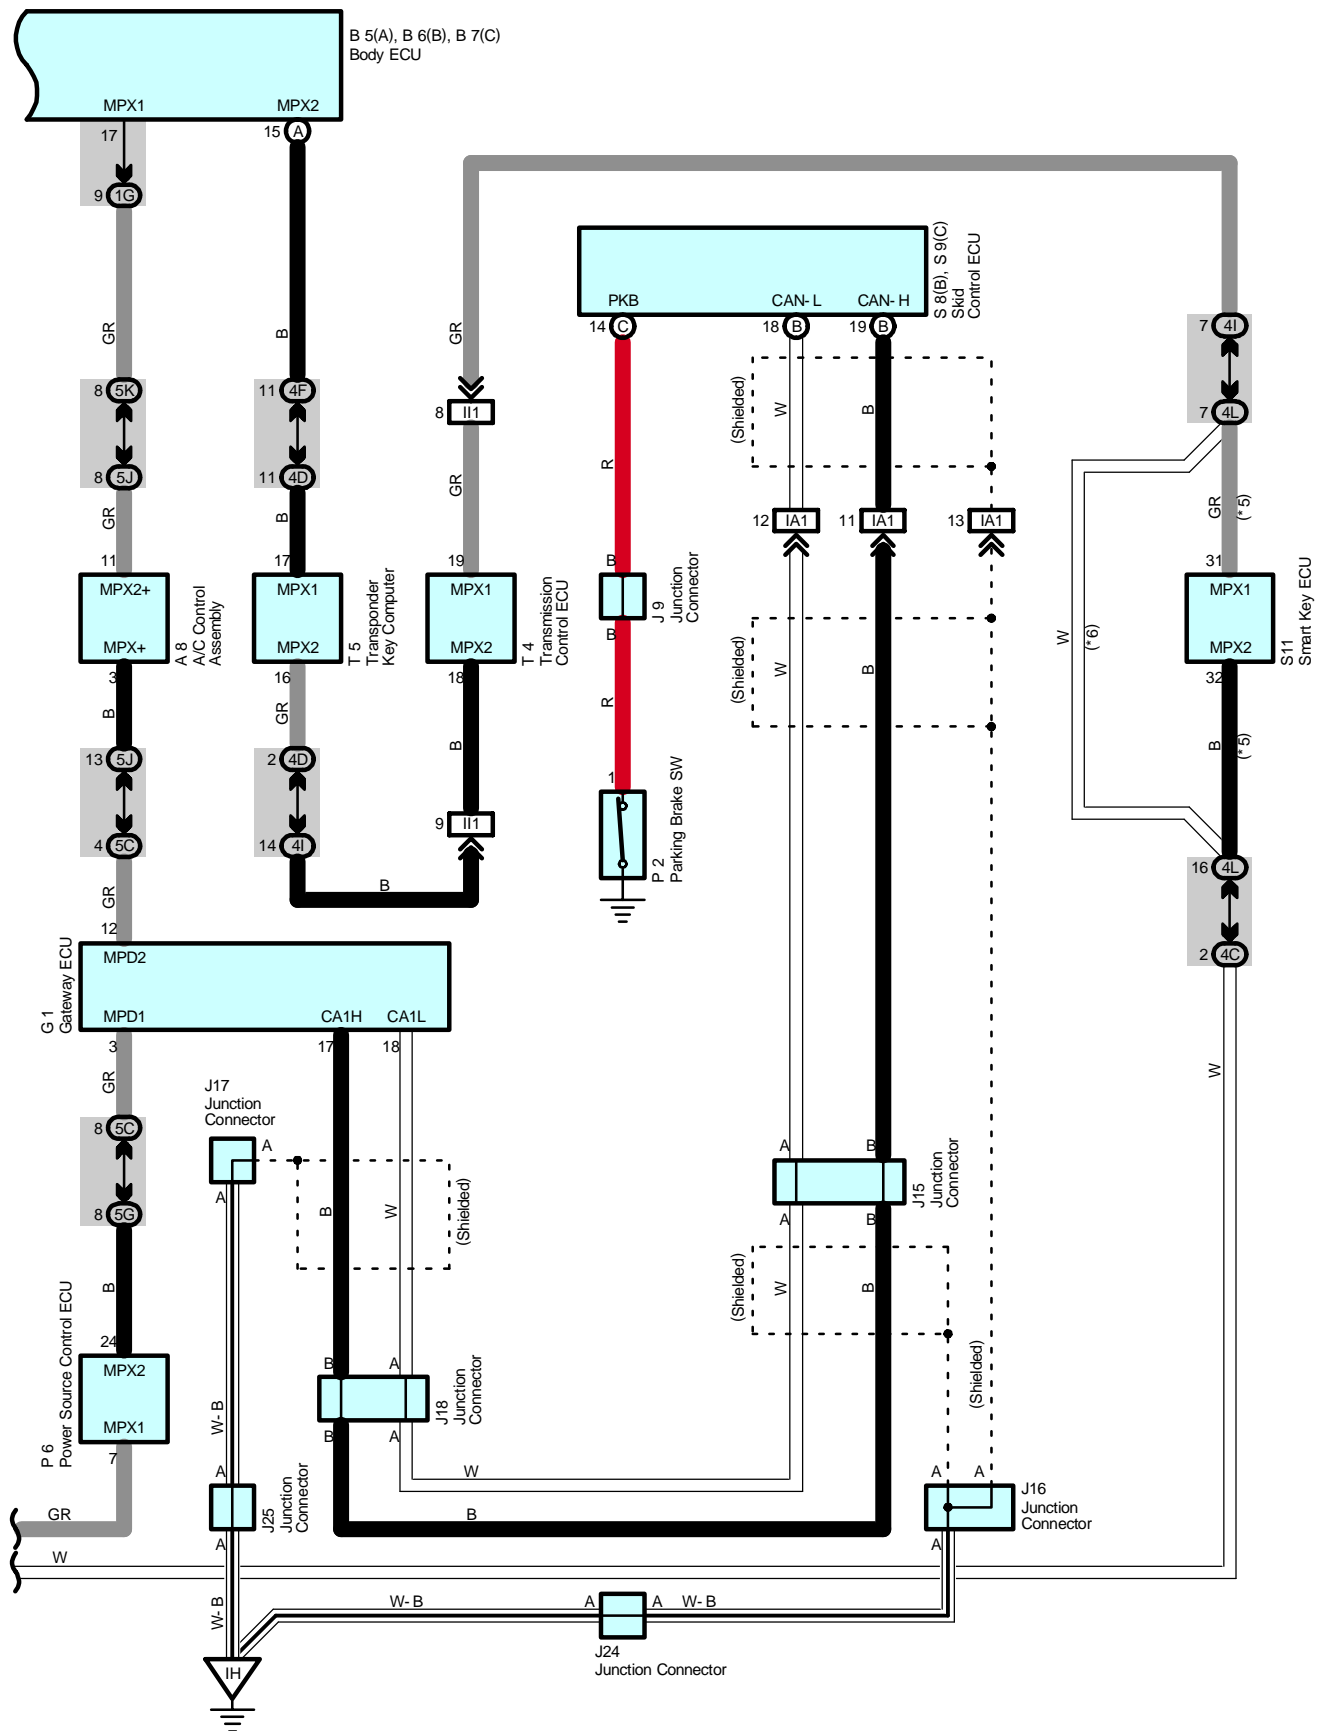 B 5(A), B 6(B), B 7(C)
Body ECU
MPX1
MPX2
17
15
A
9
1G
GR
B
GR
S 8(B), S 9(C)
Skid
Control ECU
PKB
CAN- L
CAN- H
14
C
18
B
19
B
7
4I
8
5K
11
4F
8
II1
(Shielded)
W
B
7
4L
8
5J
11
4D
GR
B
GR
R
GR
(* 5)
12
IA1
11
IA1
13
IA1
11
17
19
B
31
MPX2+
MPX+
A 8
A/C Control
Assembly
MPX1
MPX2
T 5
Transponder
Key Computer
MPX1
MPX2
T 4
Transmission
Control ECU
J 9
Junction
Connector
B
(Shielded)
W
B
W
(* 6)
MPX1
MPX2
S11
Smart Key ECU
3
16
18
32
B
GR
B
R
B
(* 5)
13
5J
2
4D
1
P 2
Parking Brake SW
4
5C
14
4I
9
II1
16
4L
GR
B
12
2
4C
MPD2
G 1
Gateway ECU
MPD1
CA1H
CA1L
3
17
18
GR
W
J17
Junction
Connector
8
5C
A
A
B
W
(Shielded)
A
B
J15
Junction
Connector
A
B
8
5G
(Shielded)
W
B
B
24
P 6
Power Source Control ECU
MPX2
MPX1
7
W- B
B
A
J18
Junction
Connector
B
A
(Shielded)
W
A
J25
Junction
Connector
A
A
A
J16
Junction
Connector
A
GR
B
W
W- B
W- B
A
A
W- B
J24
Junction Connector
IH